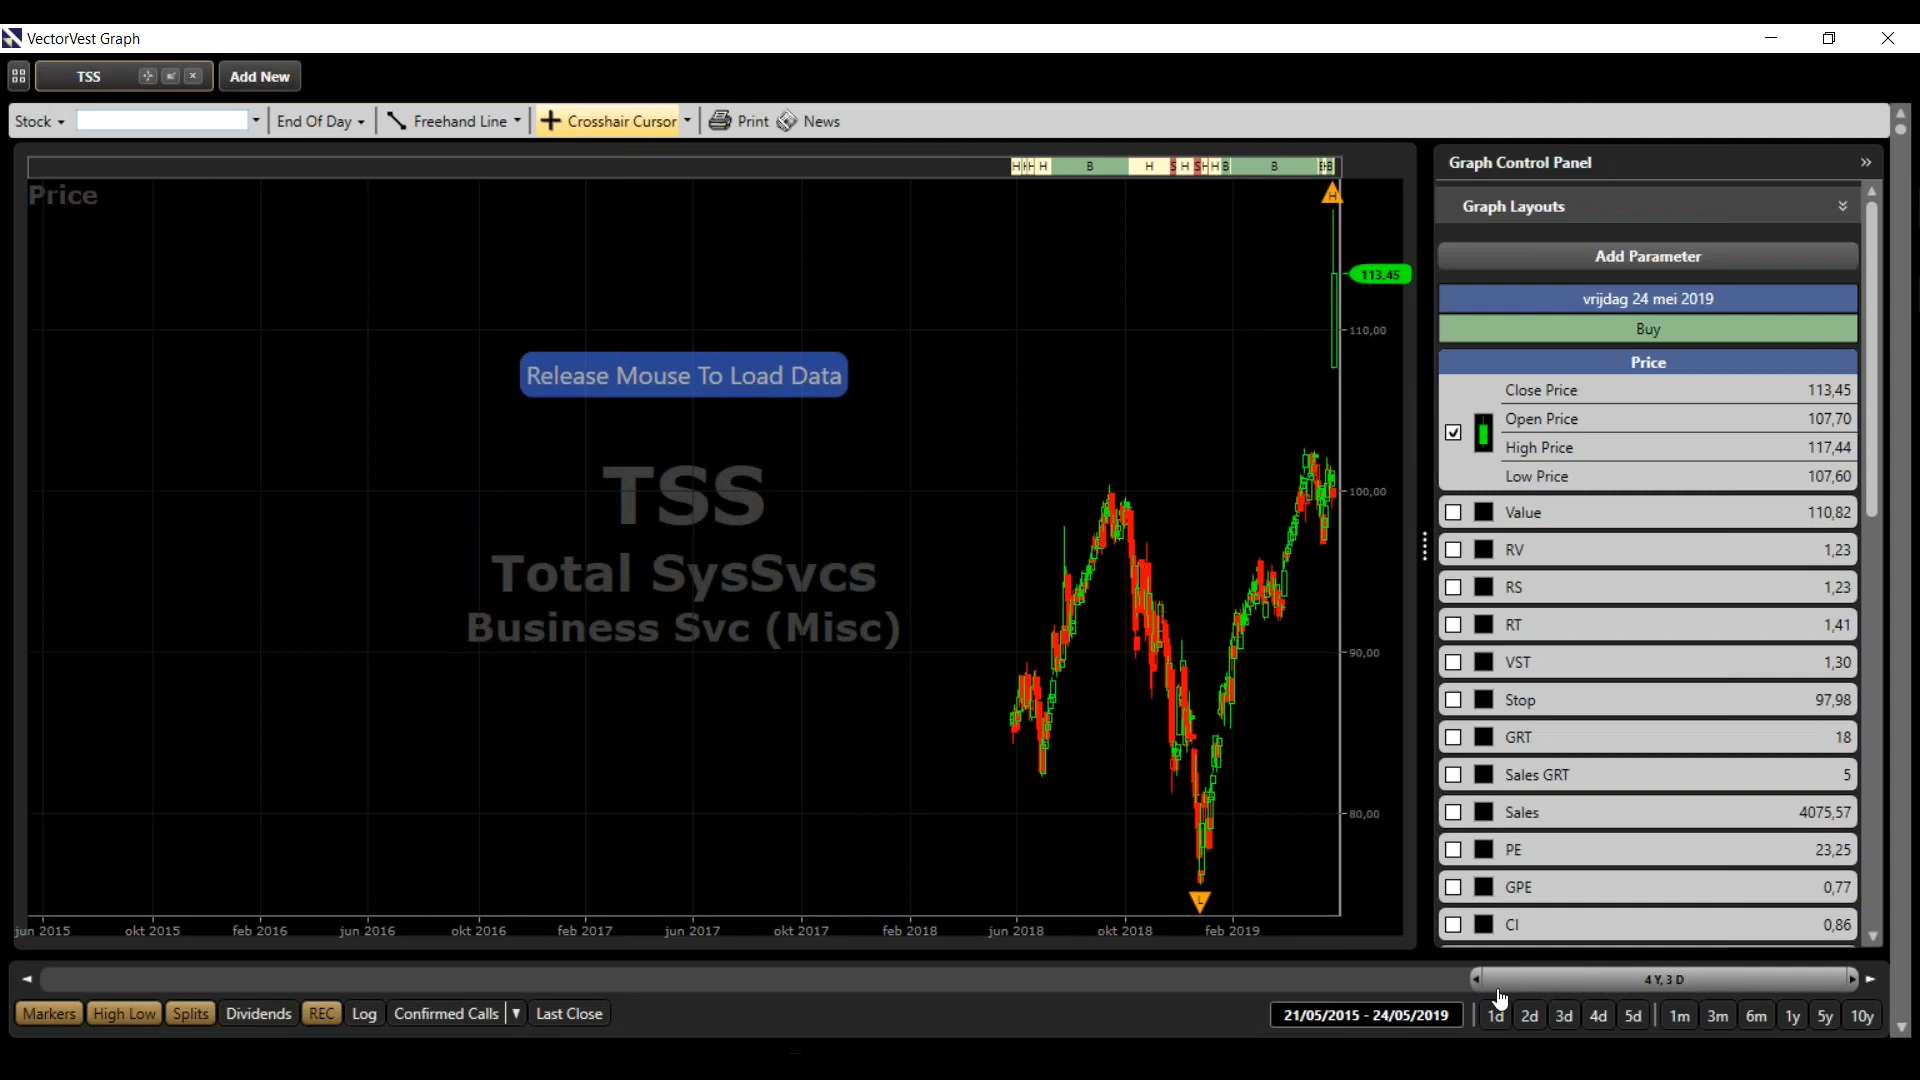 VectorVest Graph
TSS Add New
Stock End Of Day Freehand Line Crosshair Cursor Print News
H H H B H S H S H H B B B
Price
H
113,45
110,00
100,00
90,00
80,00
Release Mouse To Load Data
TSS
Total SysSvcs
Business Svc (Misc)
L
jun 2015 okt 2015 feb 2016 jun 2016 okt 2016 feb 2017 jun 2017 okt 2017 feb 2018 jun 2018 okt 2018 feb 2019
Graph Control Panel
Graph Layouts
Add Parameter
vrijdag 24 mei 2019
Buy
Price
Close Price 113,45
Open Price 107,70
High Price 117,44
Low Price 107,60
Value 110,82
RV 1,23
RS 1,23
RT 1,41
VST 1,30
Stop 97,98
GRT 18
Sales GRT 5
Sales 4075,57
PE 23,25
GPE 0,77
CI 0,86
4 Y, 3 D
Markers High Low Splits Dividends REC Log Confirmed Calls Last Close 21/05/2015 - 24/05/2019 1d 2d 3d 4d 5d 1m 3m 6m 1y 5y 10y